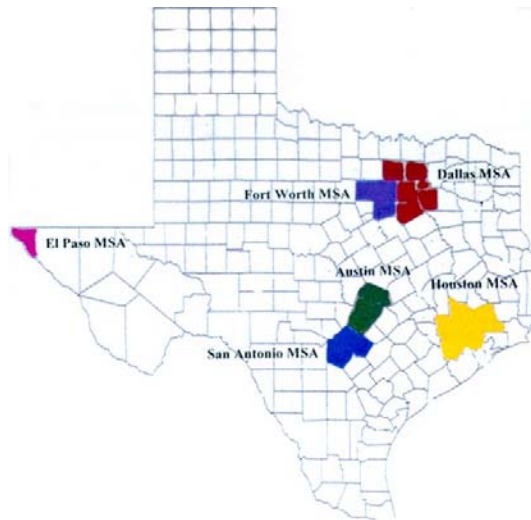 Dallas MSA
Fort Worth MSA
El Paso MSA
Austin MSA
Houston MSA
San Antonio MSA